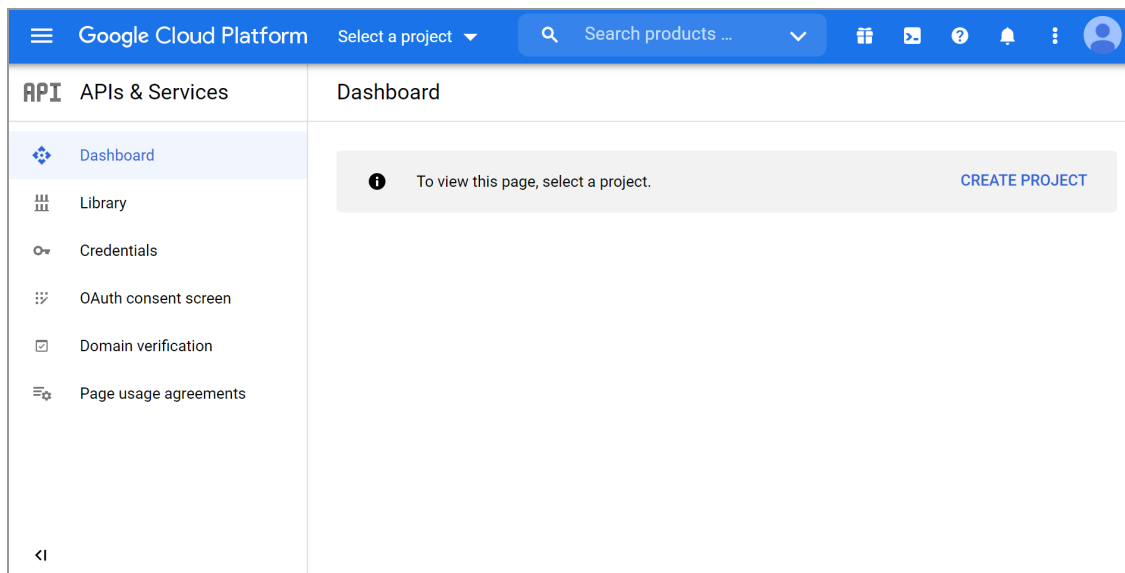 Google Cloud Platform Select a project Search products ...
API APIs & Services Dashboard
Dashboard
To view this page, select a project. CREATE PROJECT
Library
Credentials
OAuth consent screen
Domain verification
Page usage agreements